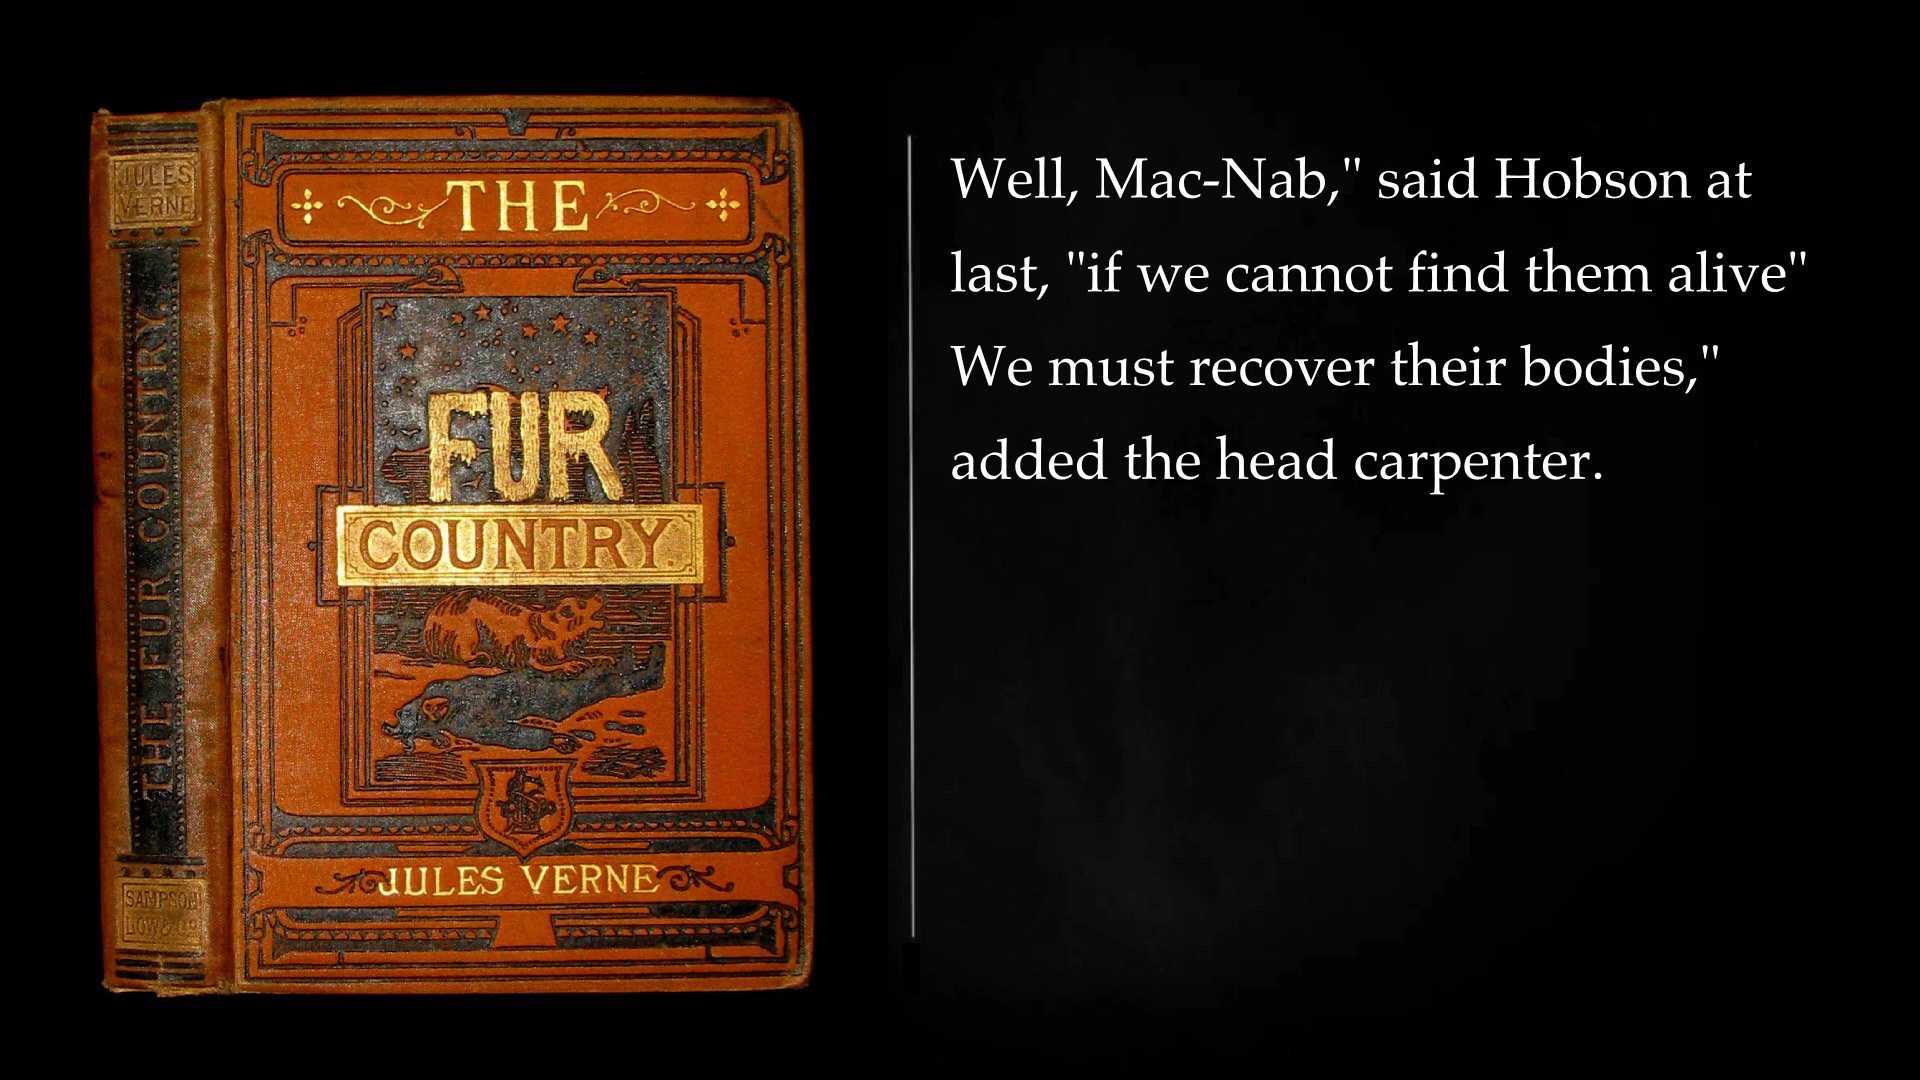 JULES
VERNE
THE FUR COUNTRY.
SAMPSON
LOW & Co
THE
FUR
COUNTRY.
JULES VERNE
Well, Mac-Nab," said Hobson at
last, "if we cannot find them alive"
We must recover their bodies,"
added the head carpenter.